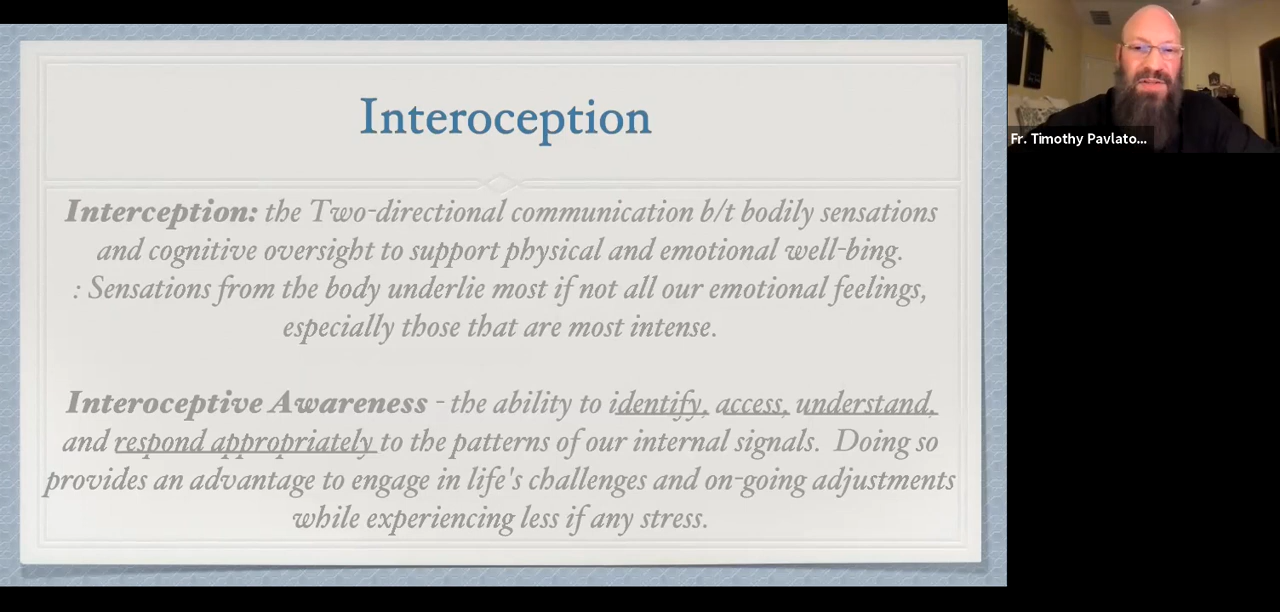 Interoception
Interception: the Two-directional communication b/t bodily sensations
and cognitive oversight to support physical and emotional well-bing.
: Sensations from the body underlie most if not all our emotional feelings,
especially those that are most intense.
Interoceptive Awareness - the ability to identify, access, understand,
and respond appropriately to the patterns of our internal signals. Doing so
provides an advantage to engage in life's challenges and on-going adjustments
while experiencing less if any stress.
Fr. Timothy Pavlato...